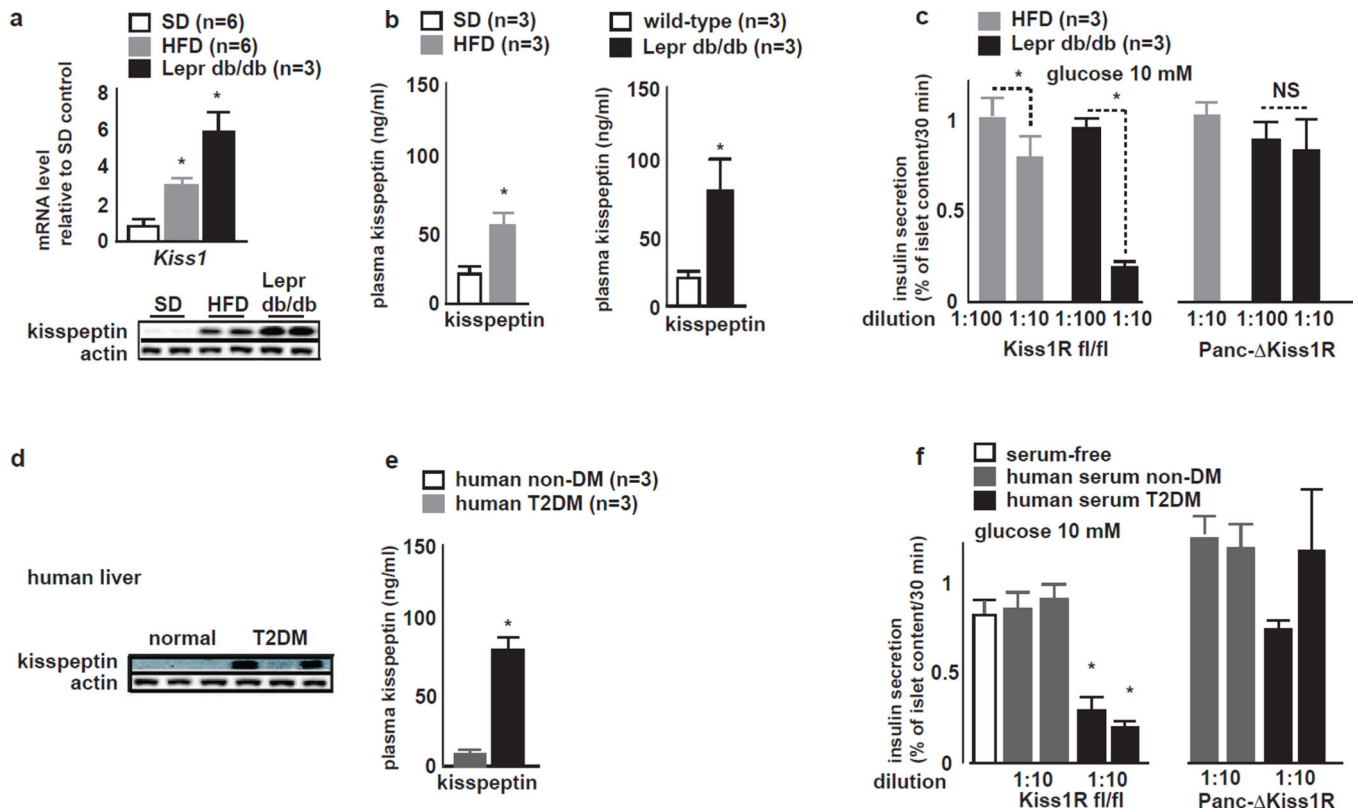 a
SD (n=6)
HFD (n=6)
Lepr db/db (n=3)
mRNA level
relative to SD control
8
6
4
2
0
*
*
Kiss1
SD
HFD
Lepr
db/db
kisspeptin
actin
b
SD (n=3)
HFD (n=3)
plasma kisspeptin (ng/ml)
150
100
50
0
*
kisspeptin
wild-type (n=3)
Lepr db/db (n=3)
plasma kisspeptin (ng/ml)
150
100
50
0
*
kisspeptin
c
HFD (n=3)
Lepr db/db (n=3)
glucose 10 mM
insulin secretion
(% of islet content/30 min)
1
0.5
0
*
*
NS
dilution 1:100 1:10 1:100 1:10 1:10 1:100 1:10
Kiss1R fl/fl
Panc-ΔKiss1R
d
human liver
normal T2DM
kisspeptin
actin
e
human non-DM (n=3)
human T2DM (n=3)
plasma kisspeptin (ng/ml)
150
100
50
0
*
kisspeptin
f
serum-free
human serum non-DM
human serum T2DM
glucose 10 mM
insulin secretion
(% of islet content/30 min)
1
0.5
0
*
*
dilution 1:10 1:10 1:10 1:10
Kiss1R fl/fl
Panc-ΔKiss1R